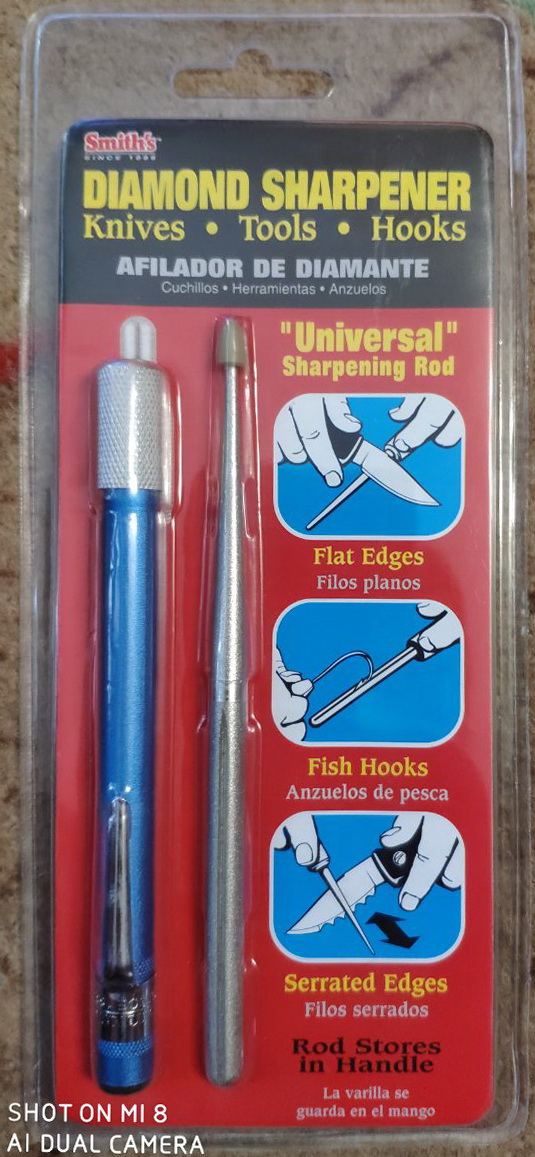 Smith's
SINCE 1886
DIAMOND SHARPENER
Knives • Tools • Hooks
AFILADOR DE DIAMANTE
Cuchillos • Herramientas • Anzuelos
"Universal"
Sharpening Rod
Flat Edges
Filos planos
Fish Hooks
Anzuelos de pesca
Serrated Edges
Filos serrados
Rod Stores
in Handle
La varilla se
guarda en el mango
SHOT ON MI 8
AI DUAL CAMERA